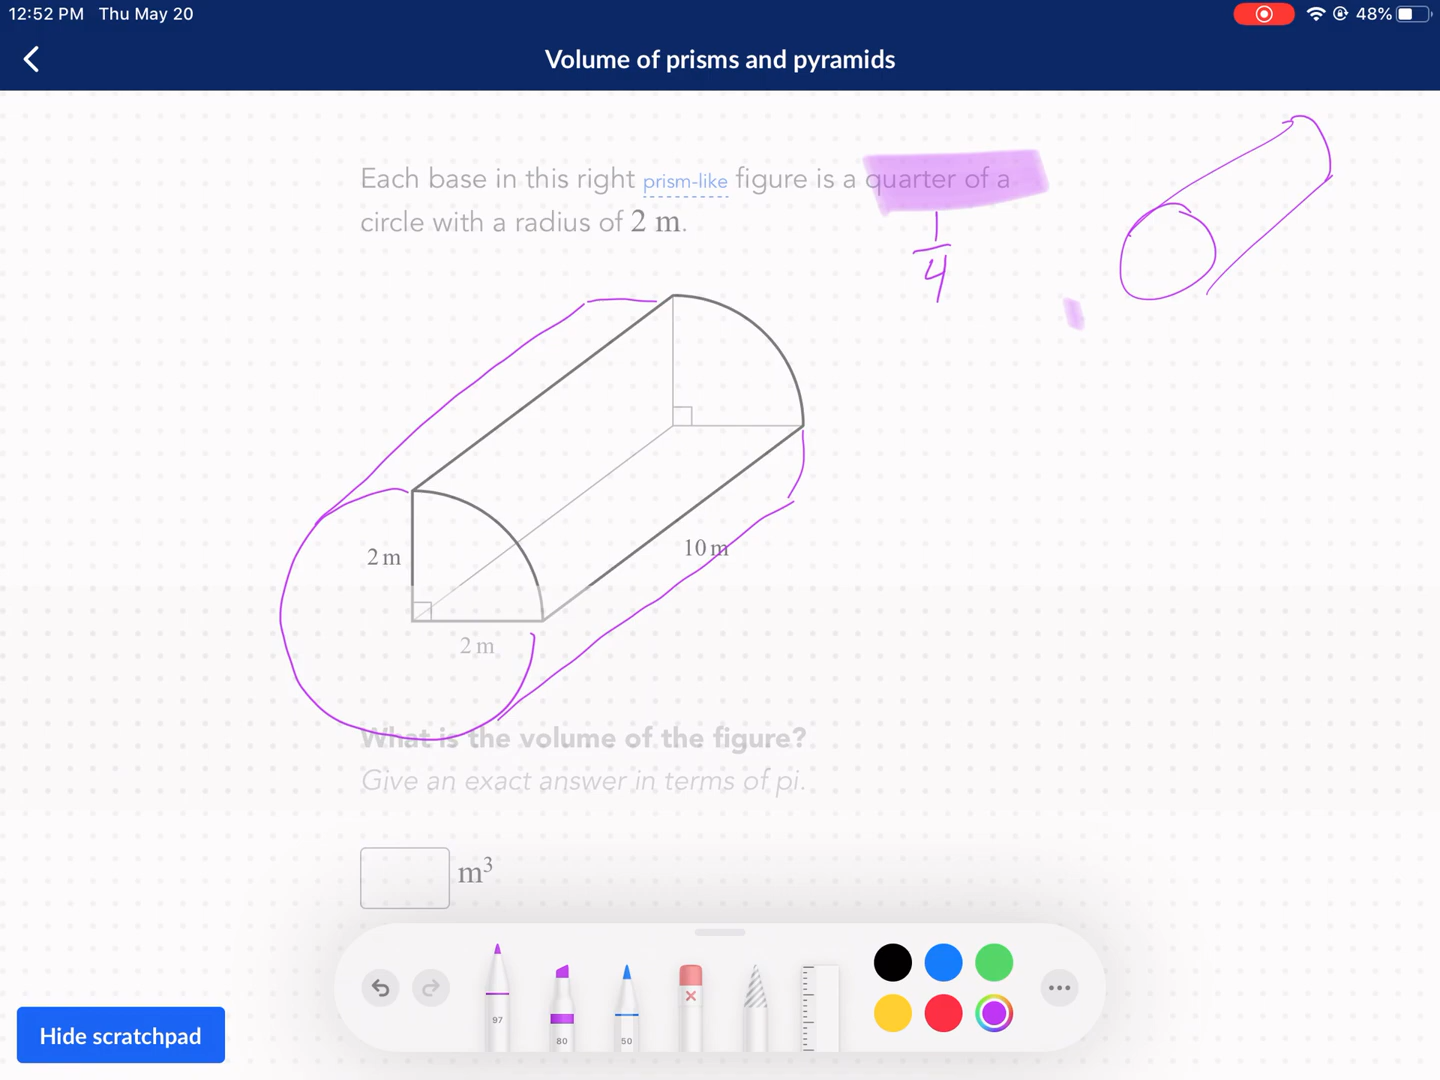 12:52 PM Thu May 20
48%
Volume of prisms and pyramids
Each base in this right prism-like figure is a quarter of a
circle with a radius of 2 m.
1
4
2 m
10 m
2 m
What is the volume of the figure?
Give an exact answer in terms of pi.
m³
97
80
50
Hide scratchpad